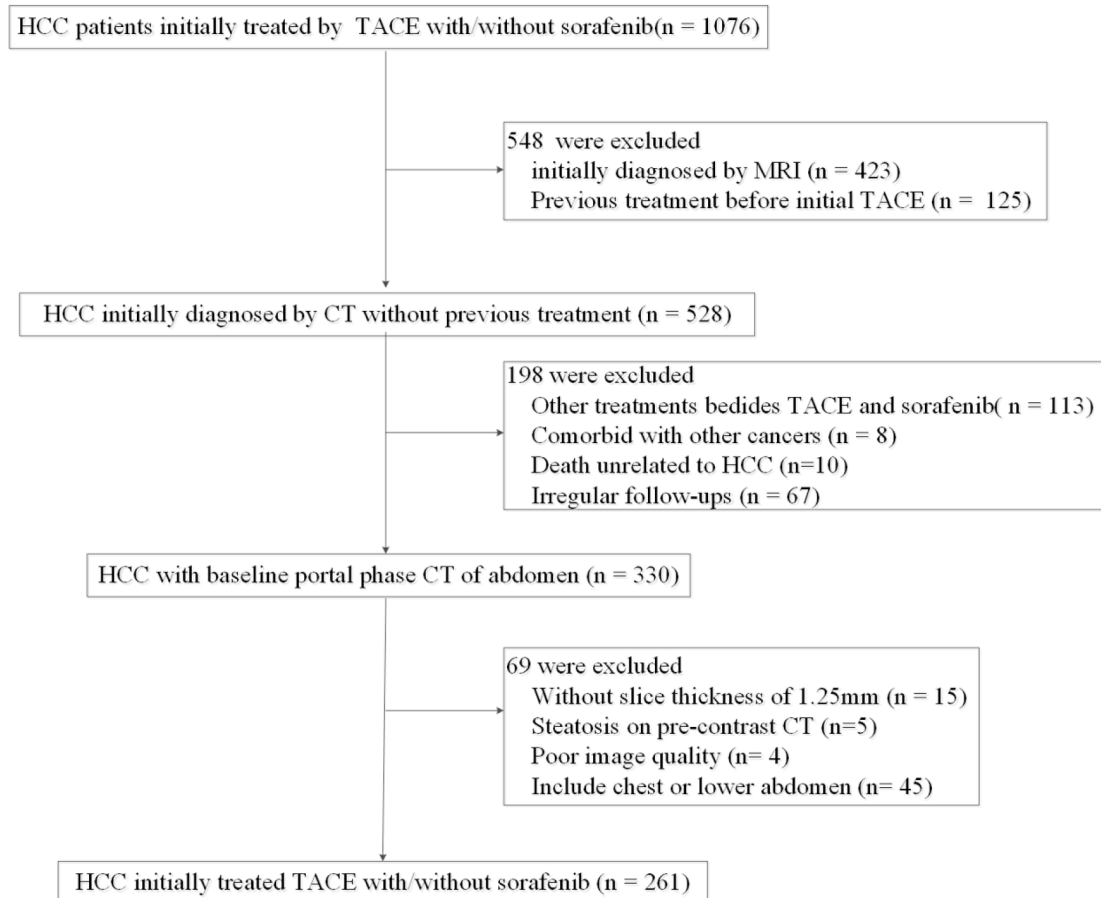 HCC patients initially treated by TACE with/without sorafenib(n = 1076)
548 were excluded
initially diagnosed by MRI (n = 423)
Previous treatment before initial TACE (n = 125)
HCC initially diagnosed by CT without previous treatment (n = 528)
198 were excluded
Other treatments bedides TACE and sorafenib( n = 113)
Comorbid with other cancers (n = 8)
Death unrelated to HCC (n=10)
Irregular follow-ups (n = 67)
HCC with baseline portal phase CT of abdomen (n = 330)
69 were excluded
Without slice thickness of 1.25mm (n = 15)
Steatosis on pre-contrast CT (n=5)
Poor image quality (n= 4)
Include chest or lower abdomen (n= 45)
HCC initially treated TACE with/without sorafenib (n = 261)